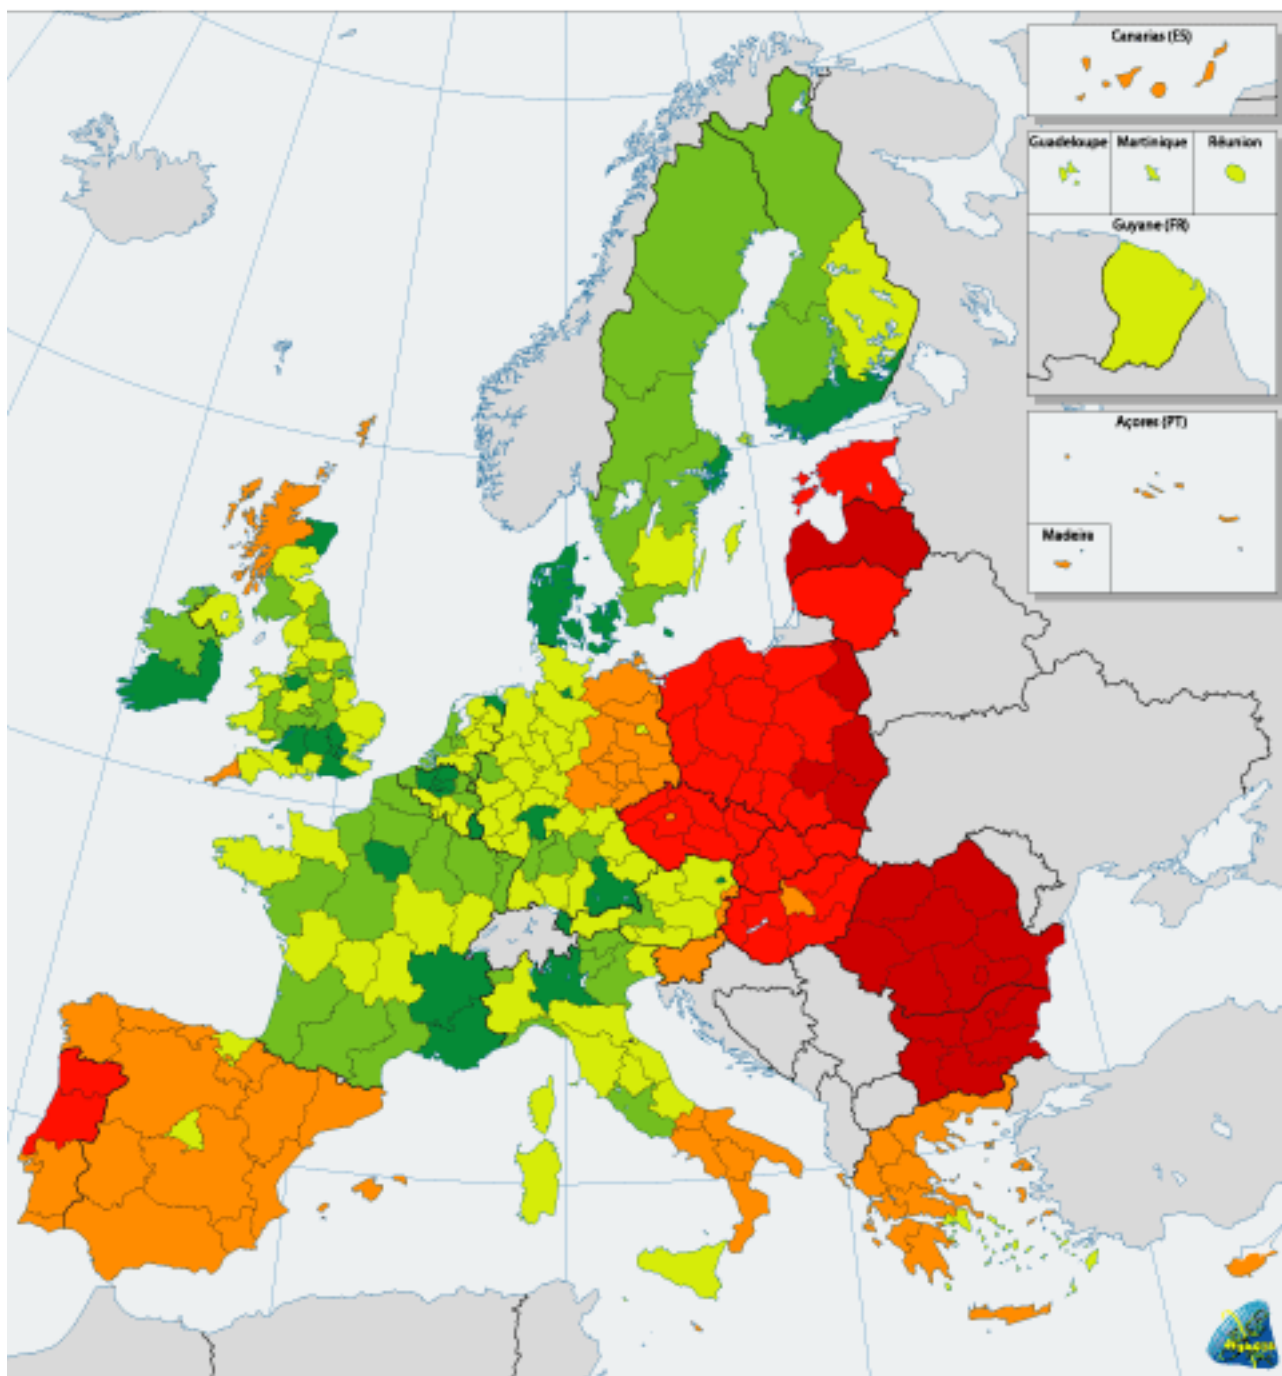 Canarias (ES)
Guadeloupe
Martinique
Réunion
Guyane (FR)
Açores (PT)
Madeira